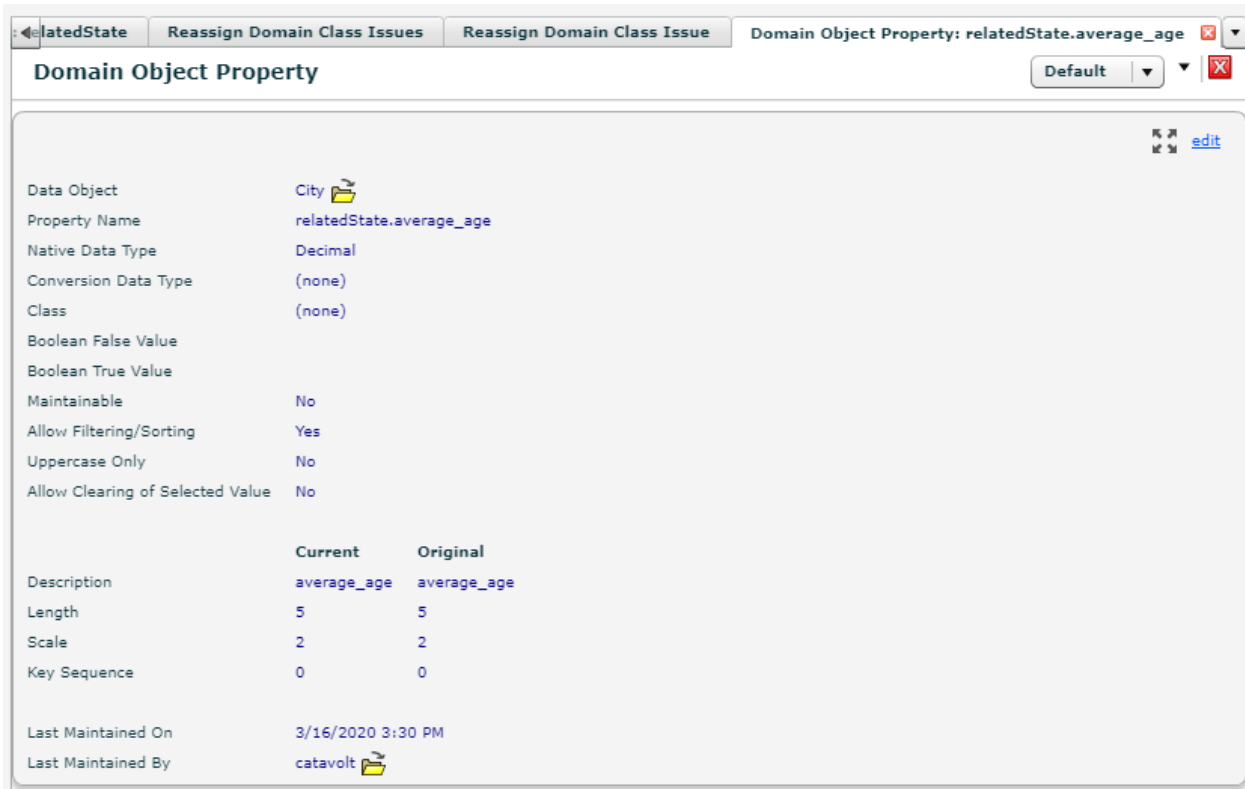 elatedState Reassign Domain Class Issues Reassign Domain Class Issue Domain Object Property: relatedState.average_age
Domain Object Property Default
edit
Data Object City
Property Name relatedState.average_age
Native Data Type Decimal
Conversion Data Type (none)
Class (none)
Boolean False Value
Boolean True Value
Maintainable No
Allow Filtering/Sorting Yes
Uppercase Only No
Allow Clearing of Selected Value No
Current Original
Description average_age average_age
Length 5 5
Scale 2 2
Key Sequence 0 0
Last Maintained On 3/16/2020 3:30 PM
Last Maintained By catavolt